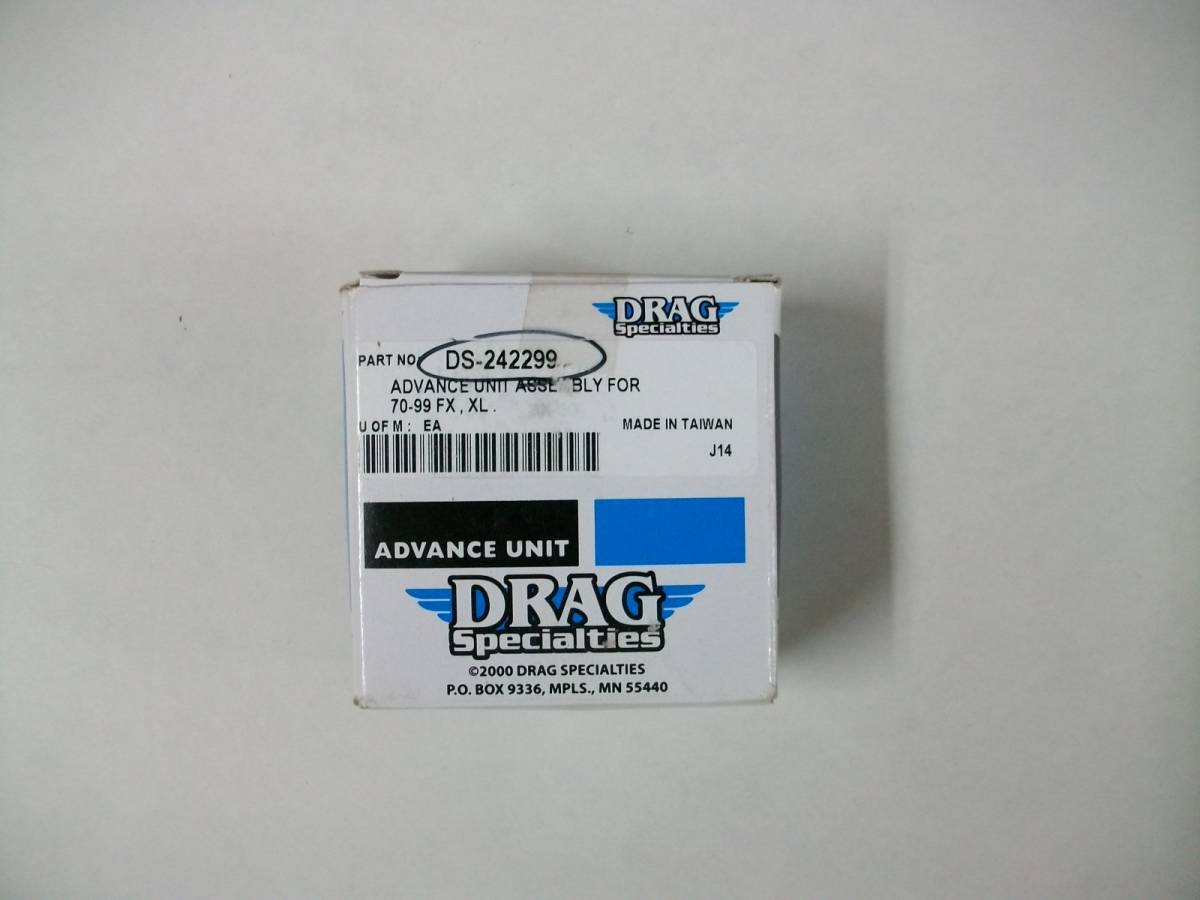 DRAG
Specialties
PART NO. DS-242299
ADVANCE UNIT BLY FOR
70-99 FX , XL .
U OF M : EA MADE IN TAIWAN
J14
ADVANCE UNIT
DRAG
Specialties
©2000 DRAG SPECIALTIES
P.O. BOX 9336, MPLS., MN 55440